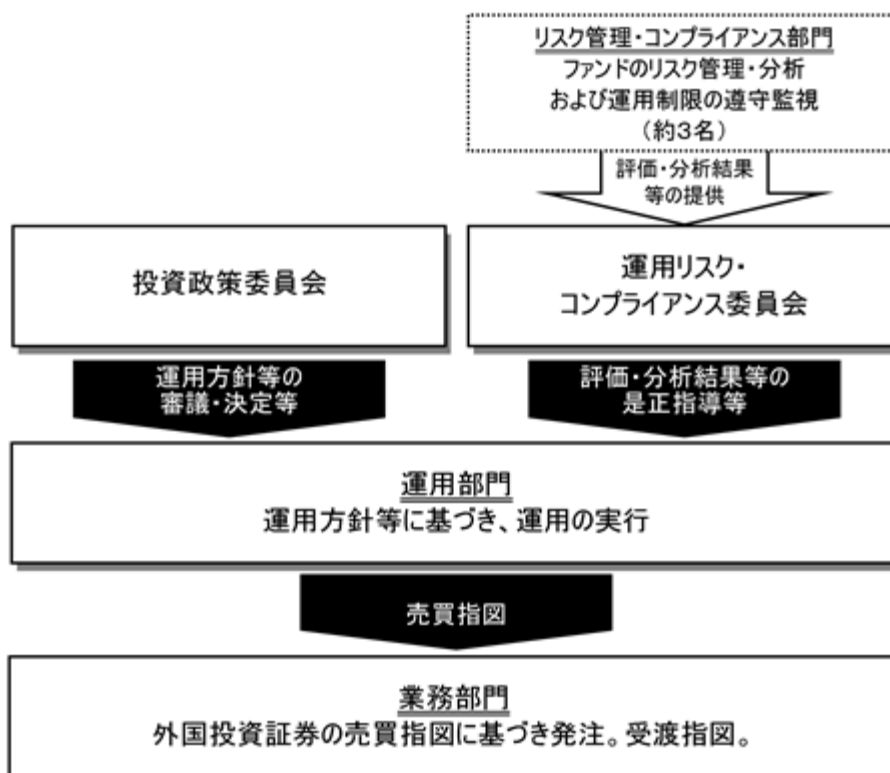 リスク管理・コンプライアンス部門
ファンドのリスク管理・分析
および運用制限の遵守監視
（約３名）
評価・分析結果
等の提供
投資政策委員会
運用リスク・
コンプライアンス委員会
運用方針等の
審議・決定等
評価・分析結果等の
是正指導等
運用部門
運用方針等に基づき、運用の実行
売買指図
業務部門
外国投資証券の売買指図に基づき発注。受渡指図。